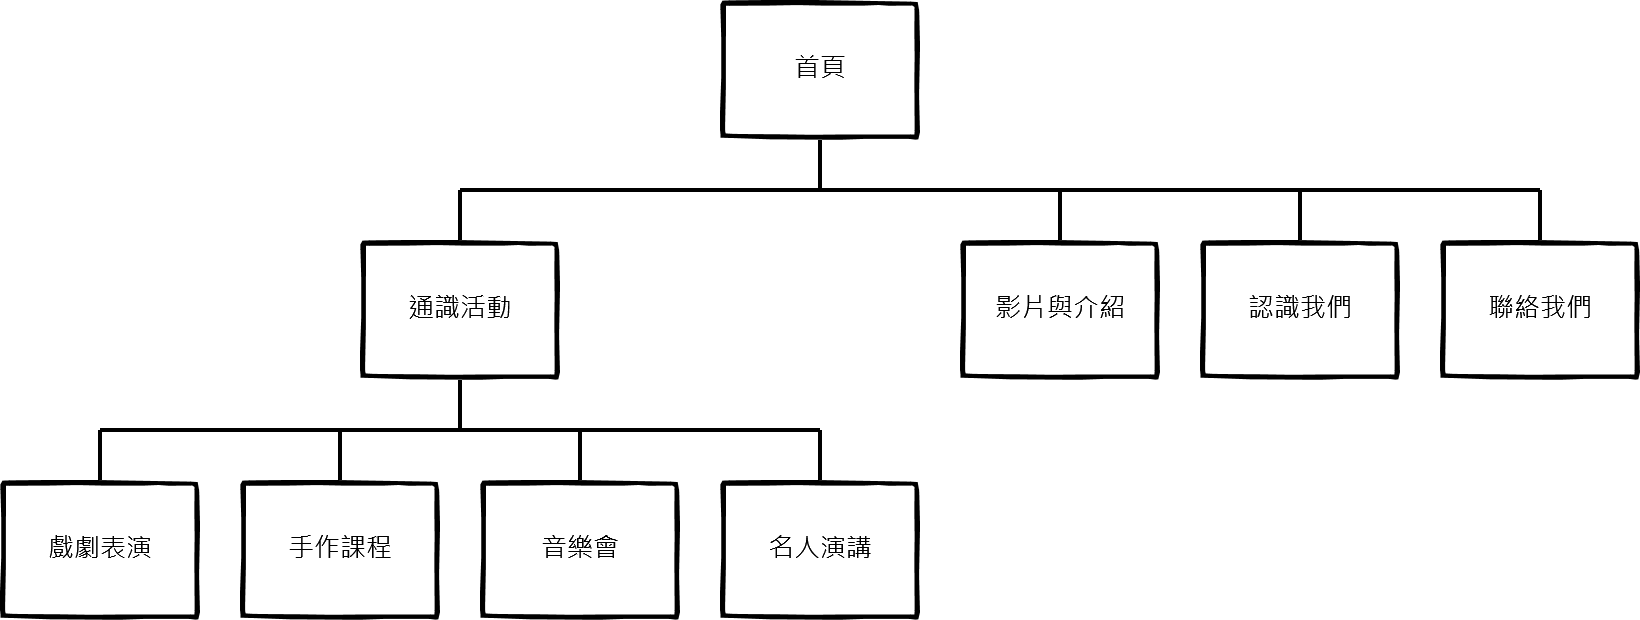 首頁
通識活動
影片與介紹
認識我們
聯絡我們
戲劇表演
手作課程
音樂會
名人演講